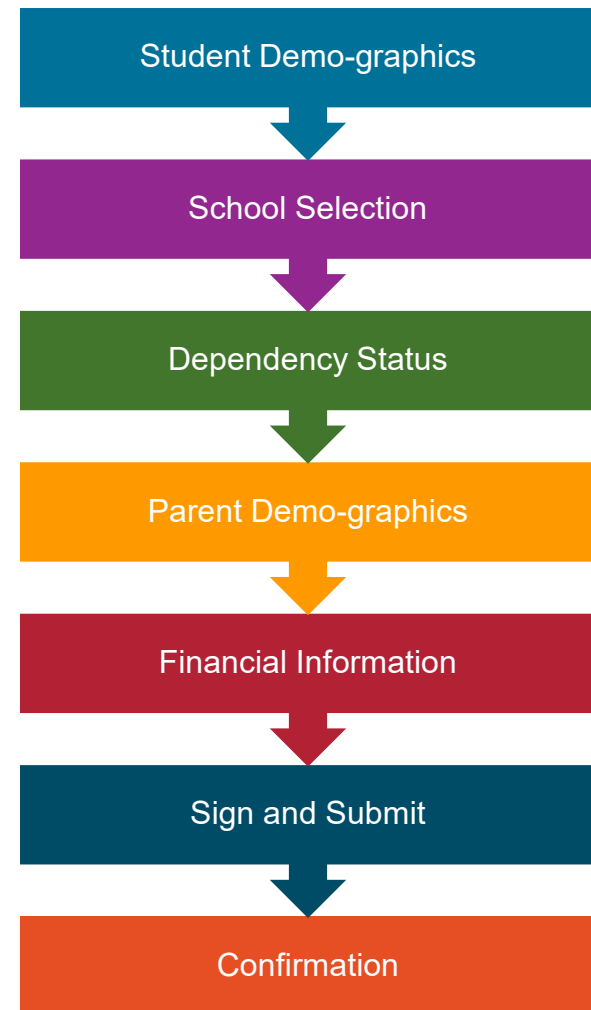 Student Demo-graphics
School Selection
Dependency Status
Parent Demo-graphics
Financial Information
Sign and Submit
Confirmation